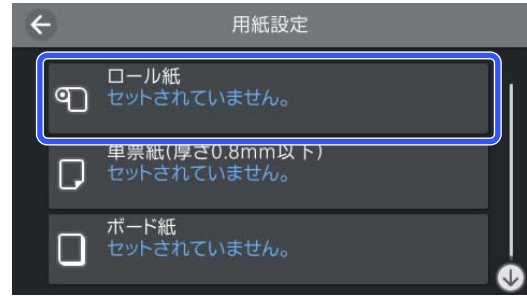 用紙設定
ロール紙
セットされていません。
単票紙(厚さ0.8mm以下)
セットされていません。
ボード紙
セットされていません。